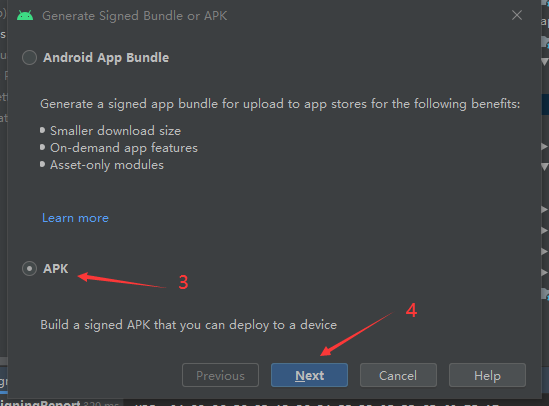 Generate Signed Bundle or APK
Android App Bundle
Generate a signed app bundle for upload to app stores for the following benefits:
Smaller download size
On-demand app features
Asset-only modules
Learn more
APK
3
Build a signed APK that you can deploy to a device
4
Previous
Next
Cancel
Help